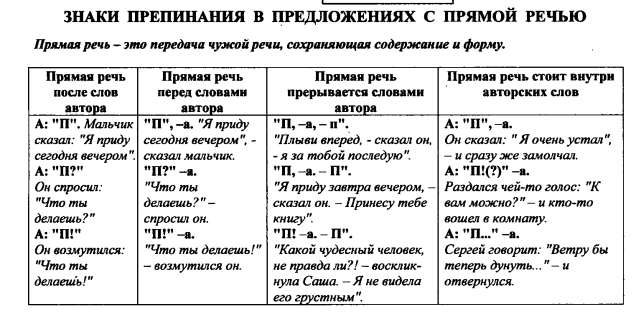 ЗНАКИ ПРЕПИНАНИЯ В ПРЕДЛОЖЕНИЯХ С ПРЯМОЙ РЕЧЬЮ
Прямая речь – это передача чужой речи, сохраняющая содержание и форму.
Прямая речь
после слов
автора
Прямая речь
перед словами
автора
Прямая речь
прерывается словами
автора
Прямая речь стоит внутри
авторских слов
А: "П". Мальчик
сказал: "Я приду
сегодня вечером".
А: "П?"
Он спросил:
"Что ты
делаешь?"
А: "П!"
Он возмутился:
"Что ты
делаешь!"
"П", –а. "Я приду
сегодня вечером", -
сказал мальчик.
"П?" –а.
"Что ты
делаешь?" –
спросил он.
"П!" –а.
"Что ты делаешь!"
– возмутился он.
"П, –а, – п".
"Плыви вперед, - сказал он,
- я за тобой последую".
"П, –а. – П".
"Я приду завтра вечером, –
сказал он. – Принесу тебе
книгу".
"П! –а. – П".
"Какой чудесный человек,
не правда ли?! – восклик-
нула Саша. – Я не видела
его грустным".
А: "П", –а.
Он сказал: " Я очень устал",
– и сразу же замолчал.
А: "П!(?)" –а.
Раздался чей-то голос: "К
вам можно?" – и кто-то
вошел в комнату.
А: "П..." –а.
Сергей говорит: "Ветру бы
теперь дунуть..." – и
отвернулся.